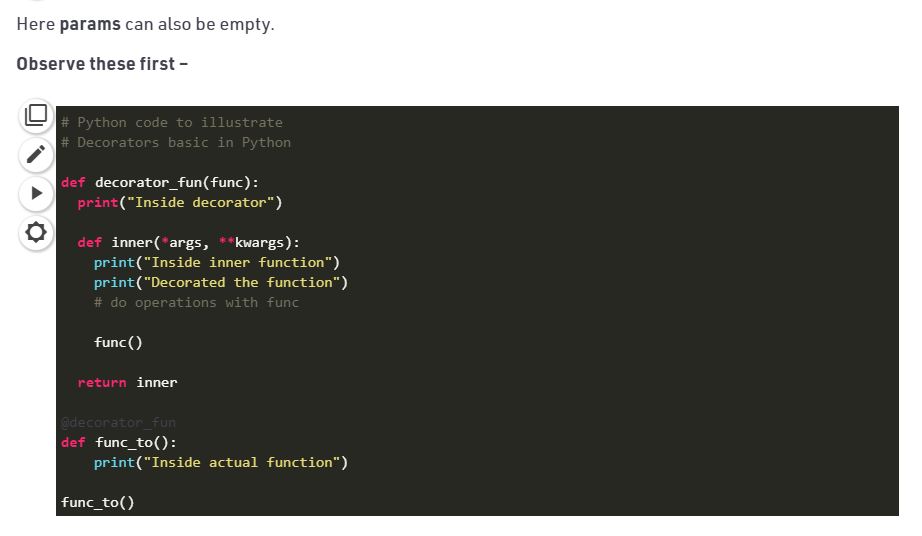 Here params can also be empty.
Observe these first –
# Python code to illustrate
# Decorators basic in Python
def decorator_fun(func):
  print("Inside decorator")
  def inner(*args, **kwargs):
    print("Inside inner function")
    print("Decorated the function")
    # do operations with func
    func()
  return inner
@decorator_fun
def func_to():
    print("Inside actual function")
func_to()